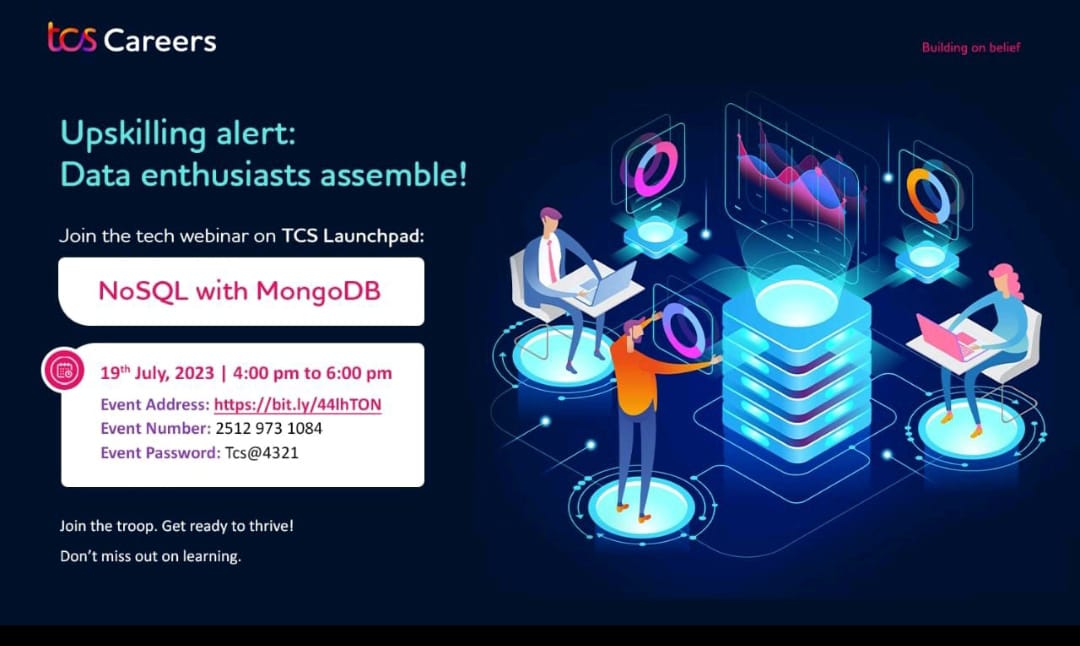 tcs Careers
Building on belief
Upskilling alert:
Data enthusiasts assemble!
Join the tech webinar on TCS Launchpad:
NoSQL with MongoDB
19th July, 2023 | 4:00 pm to 6:00 pm
Event Address: https://bit.ly/44lhTON
Event Number: 2512 973 1084
Event Password: Tcs@4321
Join the troop. Get ready to thrive!
Don't miss out on learning.